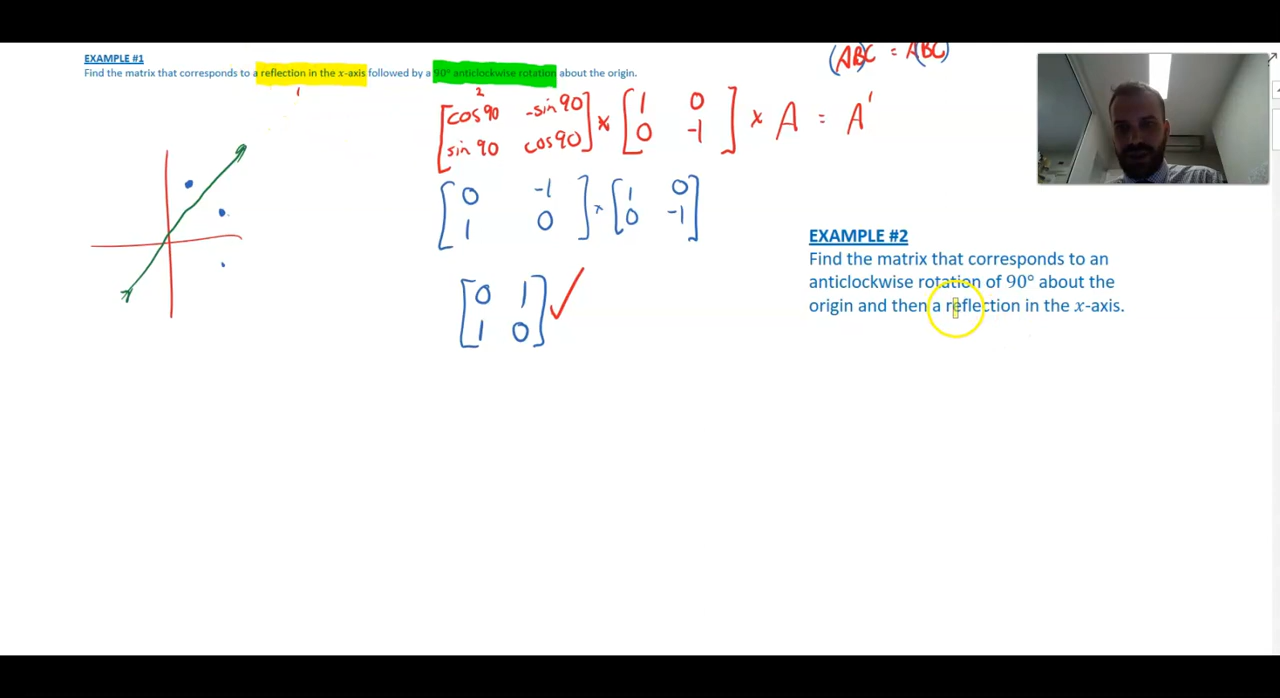 (AB)C = A(BC)
EXAMPLE #1
Find the matrix that corresponds to a reflection in the x-axis followed by a 90° anticlockwise rotation about the origin.
1 2
[cos 90 -sin 90] × [1 0] × A = A'
[sin 90 cos 90] [0 -1]
[0 -1] × [1 0]
[1 0] [0 -1]
[0 1] ✓
[1 0]
EXAMPLE #2
Find the matrix that corresponds to an
anticlockwise rotation of 90° about the
origin and then a reflection in the x-axis.